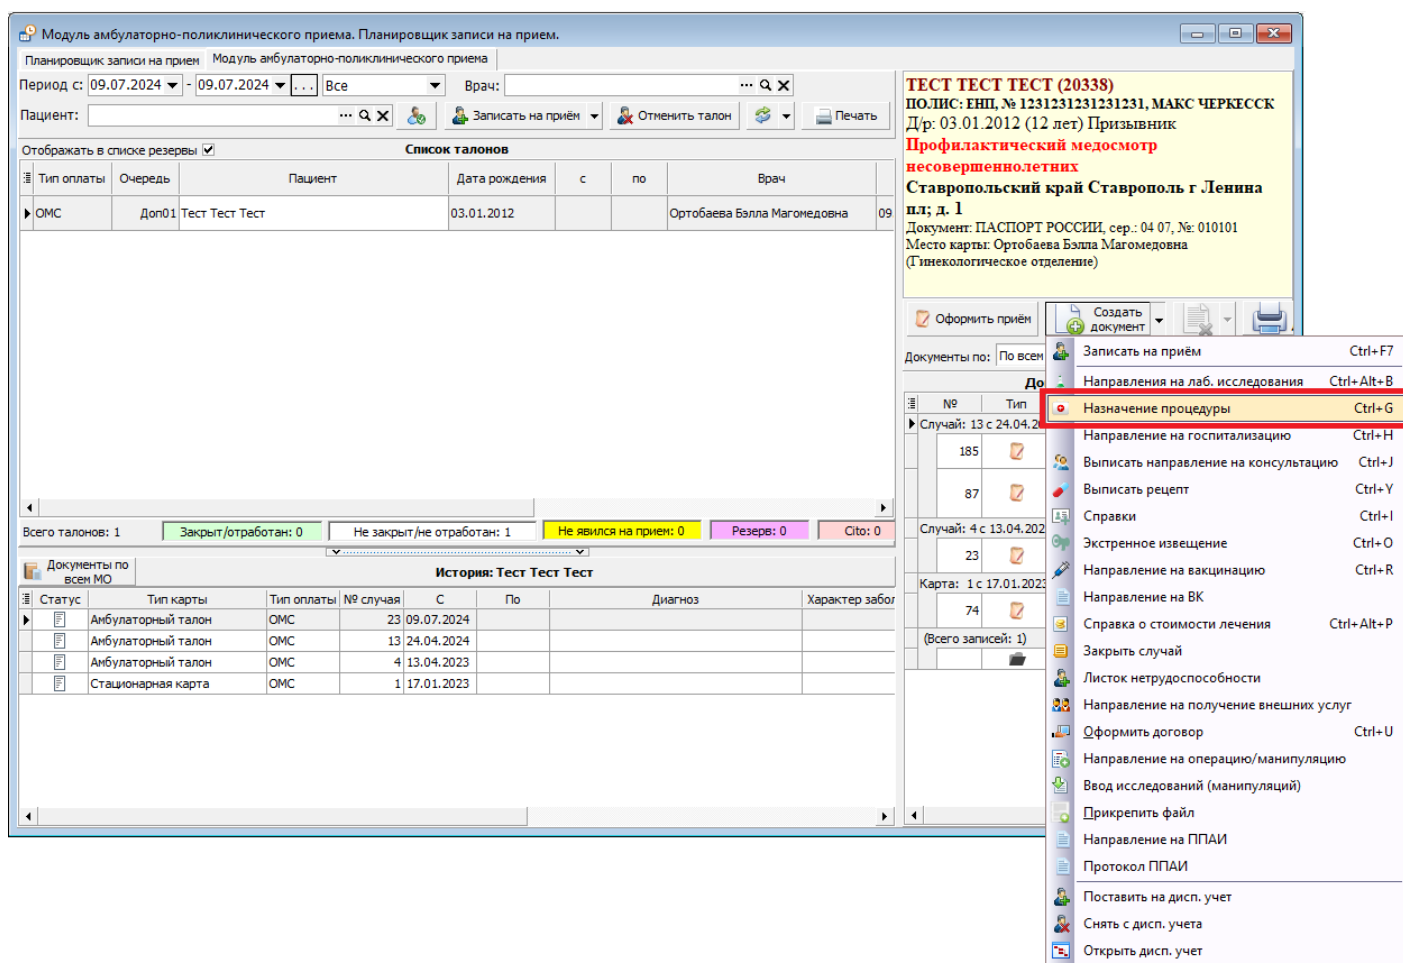 Модуль амбулаторно-поликлинического приема. Планировщик записи на прием.
Планировщик записи на прием Модуль амбулаторно-поликлинического приема
Период с: 09.07.2024 - 09.07.2024 ... Все Врач:
Пациент: Записать на приём Отменить талон Печать
Отображать в списке резервы Список талонов
Тип оплаты Очередь Пациент Дата рождения с по Врач
ОМС Доп01 Тест Тест Тест 03.01.2012 Ортобаева Бэлла Магомедовна 09
Всего талонов: 1 Закрыт/отработан: 0 Не закрыт/не отработан: 1 Не явился на прием: 0 Резерв: 0 Cito: 0
Документы по
всем МО
История: Тест Тест Тест
Статус Тип карты Тип оплаты № случая С По Диагноз Характер забол
Амбулаторный талон ОМС 23 09.07.2024
Амбулаторный талон ОМС 13 24.04.2024
Амбулаторный талон ОМС 4 13.04.2023
Стационарная карта ОМС 1 17.01.2023
ТЕСТ ТЕСТ ТЕСТ (20338)
ПОЛИС: ЕНП, № 1231231231231231, МАКС ЧЕРКЕССК
Д/р: 03.01.2012 (12 лет) Призывник
Профилактический медосмотр
несовершеннолетних
Ставропольский край Ставрополь г Ленина
пл; д. 1
Документ: ПАСПОРТ РОССИИ, сер.: 04 07, №: 010101
Место карты: Ортобаева Бэлла Магомедовна
(Гинекологическое отделение)
Оформить приём
Создать
документ
Документы по: По всем
До
№ Тип
Случай: 13 с 24.04.2
185
87
Случай: 4 с 13.04.202
23
Карта: 1 с 17.01.2023
74
(Всего записей: 1)
Записать на приём Ctrl+F7
Направления на лаб. исследования Ctrl+Alt+B
Назначение процедуры Ctrl+G
Направление на госпитализацию Ctrl+H
Выписать направление на консультацию Ctrl+J
Выписать рецепт Ctrl+Y
Справки Ctrl+I
Экстренное извещение Ctrl+O
Направление на вакцинацию Ctrl+R
Направление на ВК
Справка о стоимости лечения Ctrl+Alt+P
Закрыть случай
Листок нетрудоспособности
Направление на получение внешних услуг
Оформить договор Ctrl+U
Направление на операцию/манипуляцию
Ввод исследований (манипуляций)
Прикрепить файл
Направление на ППАИ
Протокол ППАИ
Поставить на дисп. учет
Снять с дисп. учета
Открыть дисп. учет